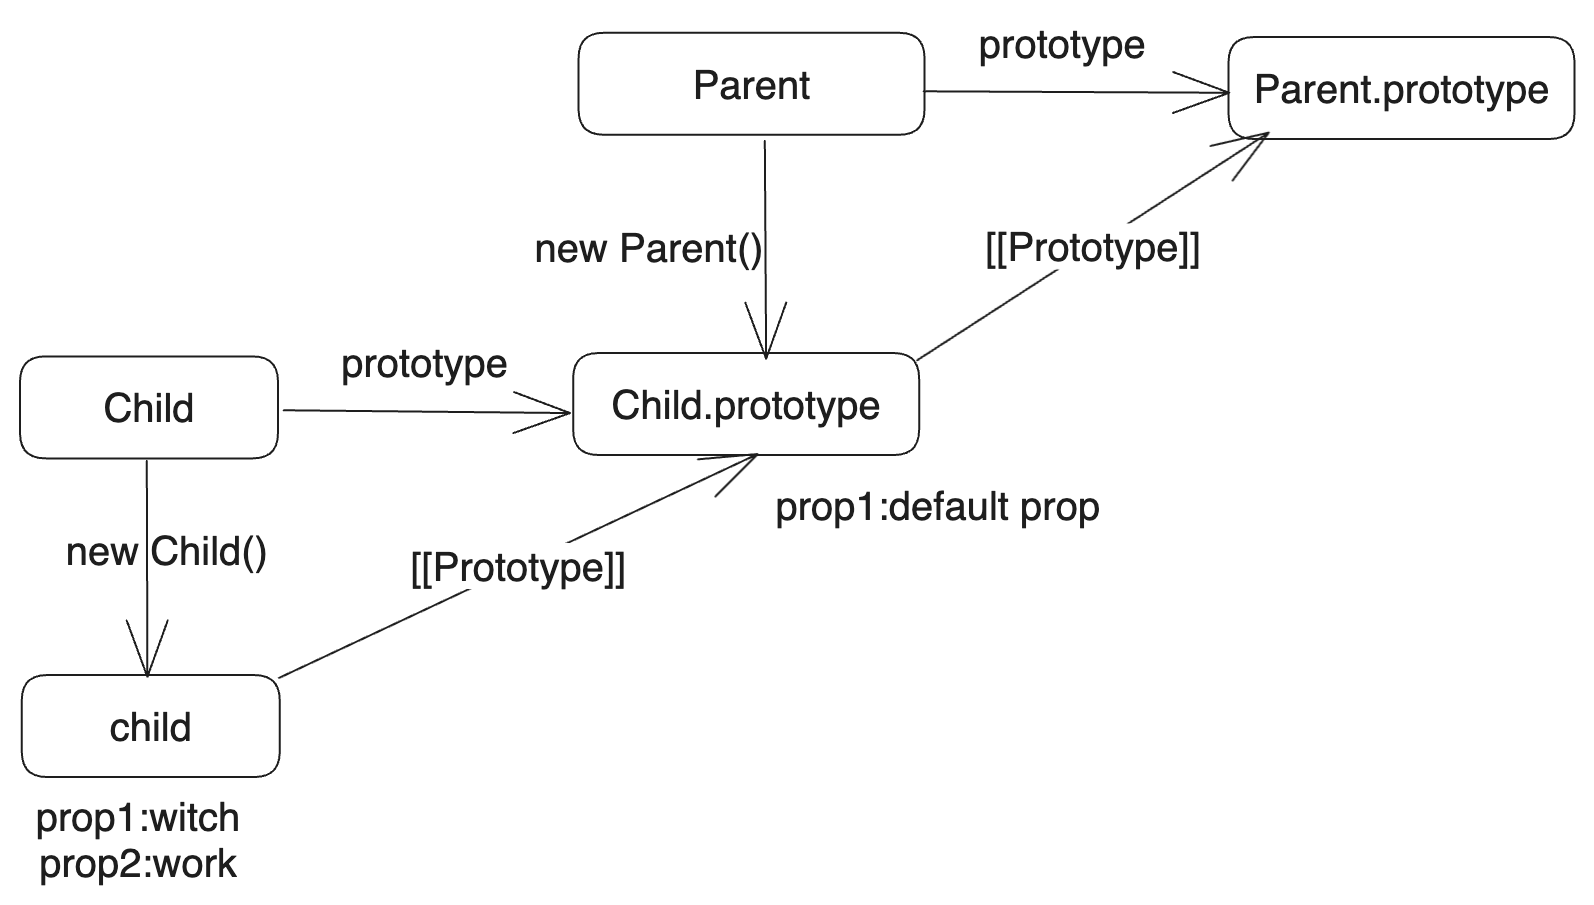 Parent
prototype
Parent.prototype
new Parent()
[[Prototype]]
Child
prototype
Child.prototype
prop1:default prop
new Child()
[[Prototype]]
child
prop1:witch
prop2:work